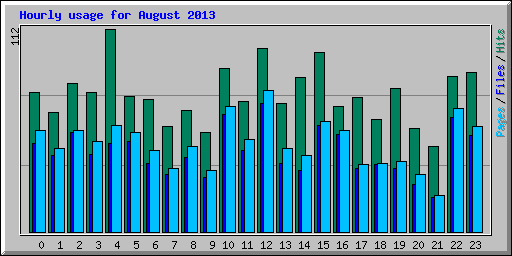 Hourly usage for August 2013
112
Pages / Files / Hits
0 1 2 3 4 5 6 7 8 9 10 11 12 13 14 15 16 17 18 19 20 21 22 23